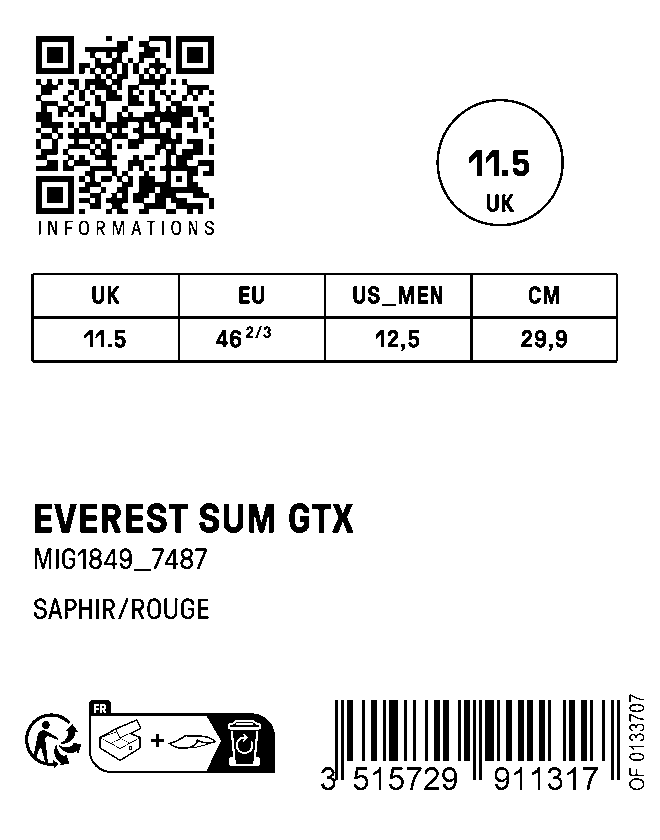 INFORMATIONS
11.5
UK
UK EU US_MEN CM
11.5 46 2/3 12,5 29,9
EVEREST SUM GTX
MIG1849_7487
SAPHIR/ROUGE
FR
+
3 515729 911317
OF 0133707